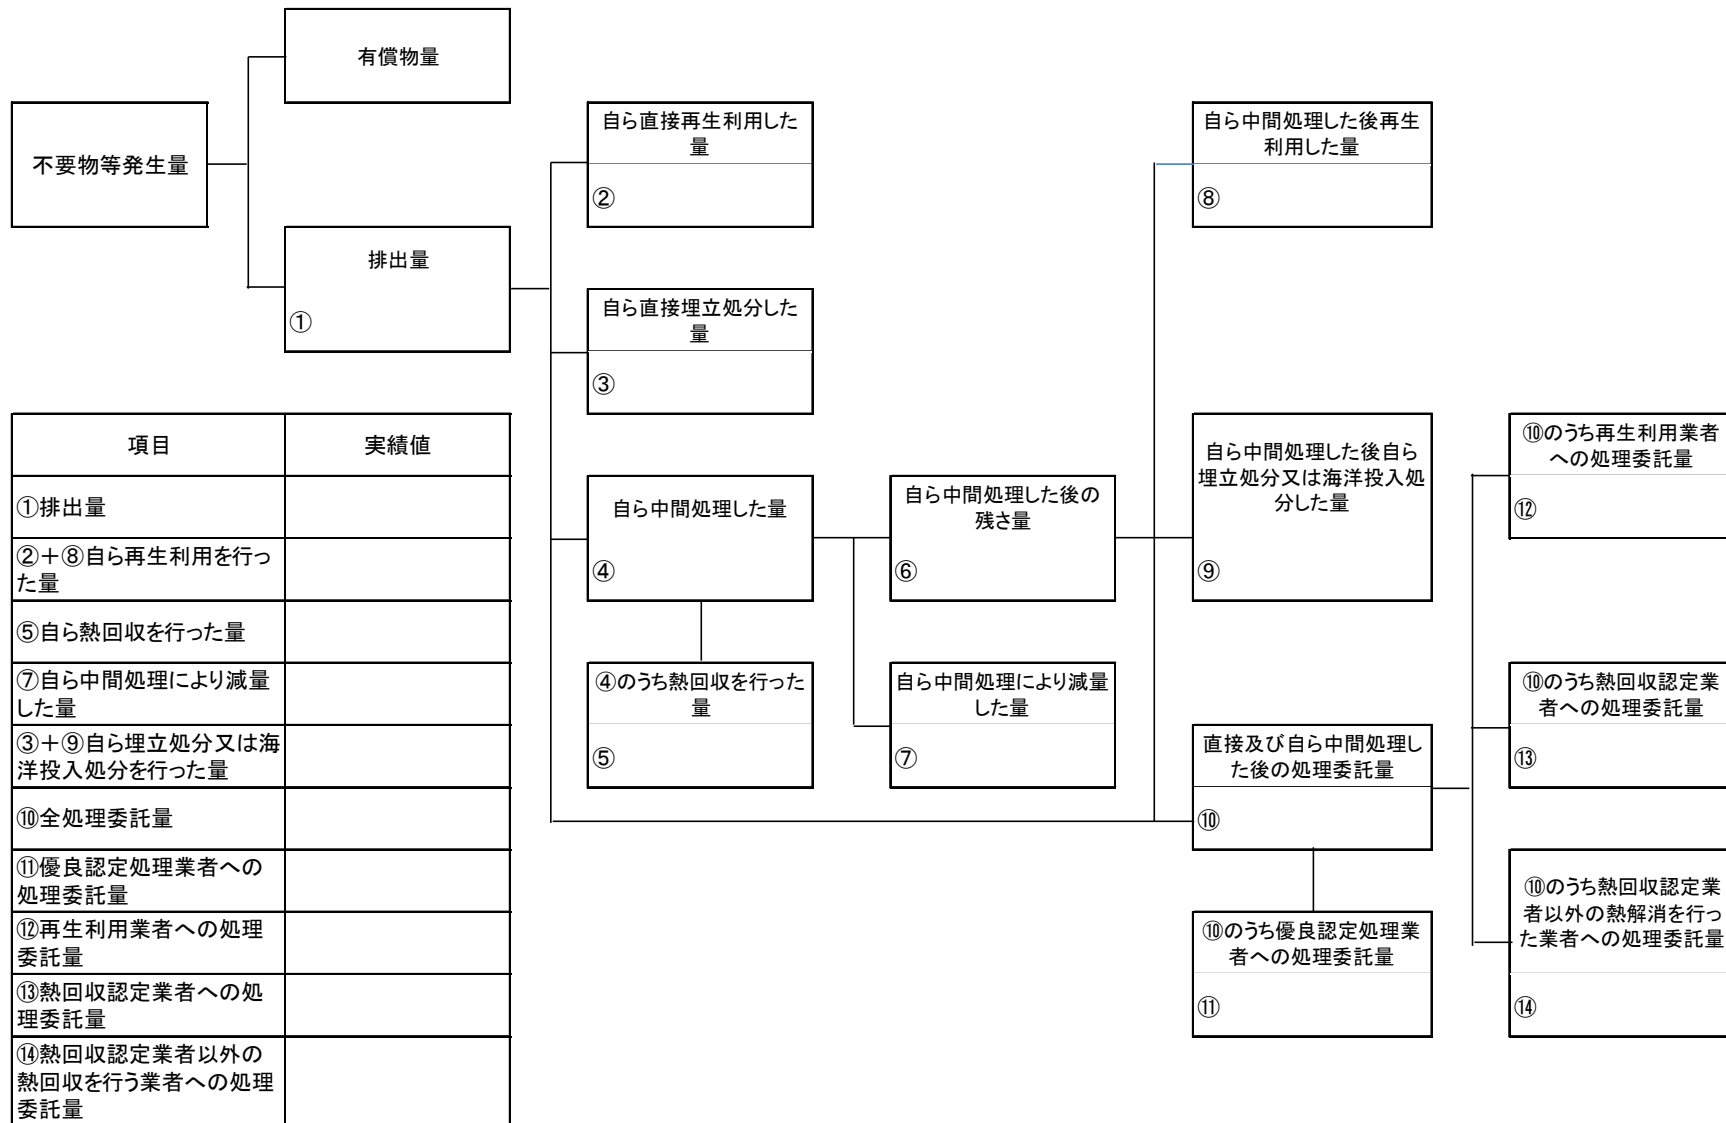 有償物量
不要物等発生量
排出量
①
自ら直接再生利用した
量
②
自ら直接埋立処分した
量
③
自ら中間処理した量
④
④のうち熱回収を行った
量
⑤
自ら中間処理した後の
残さ量
⑥
自ら中間処理により減量
した量
⑦
自ら中間処理した後再生
利用した量
⑧
自ら中間処理した後自ら
埋立処分又は海洋投入処
分した量
⑨
直接及び自ら中間処理し
た後の処理委託量
⑩
⑩のうち優良認定処理業
者への処理委託量
⑪
⑩のうち再生利用業者
への処理委託量
⑫
⑩のうち熱回収認定業
者への処理委託量
⑬
⑩のうち熱回収認定業
者以外の熱解消を行っ
た業者への処理委託量
⑭
項目
実績値
①排出量
②＋⑧自ら再生利用を行っ
た量
⑤自ら熱回収を行った量
⑦自ら中間処理により減量
した量
③＋⑨自ら埋立処分又は海
洋投入処分を行った量
⑩全処理委託量
⑪優良認定処理業者への
処理委託量
⑫再生利用業者への処理
委託量
⑬熱回収認定業者への処
理委託量
⑭熱回収認定業者以外の
熱回収を行う業者への処理
委託量